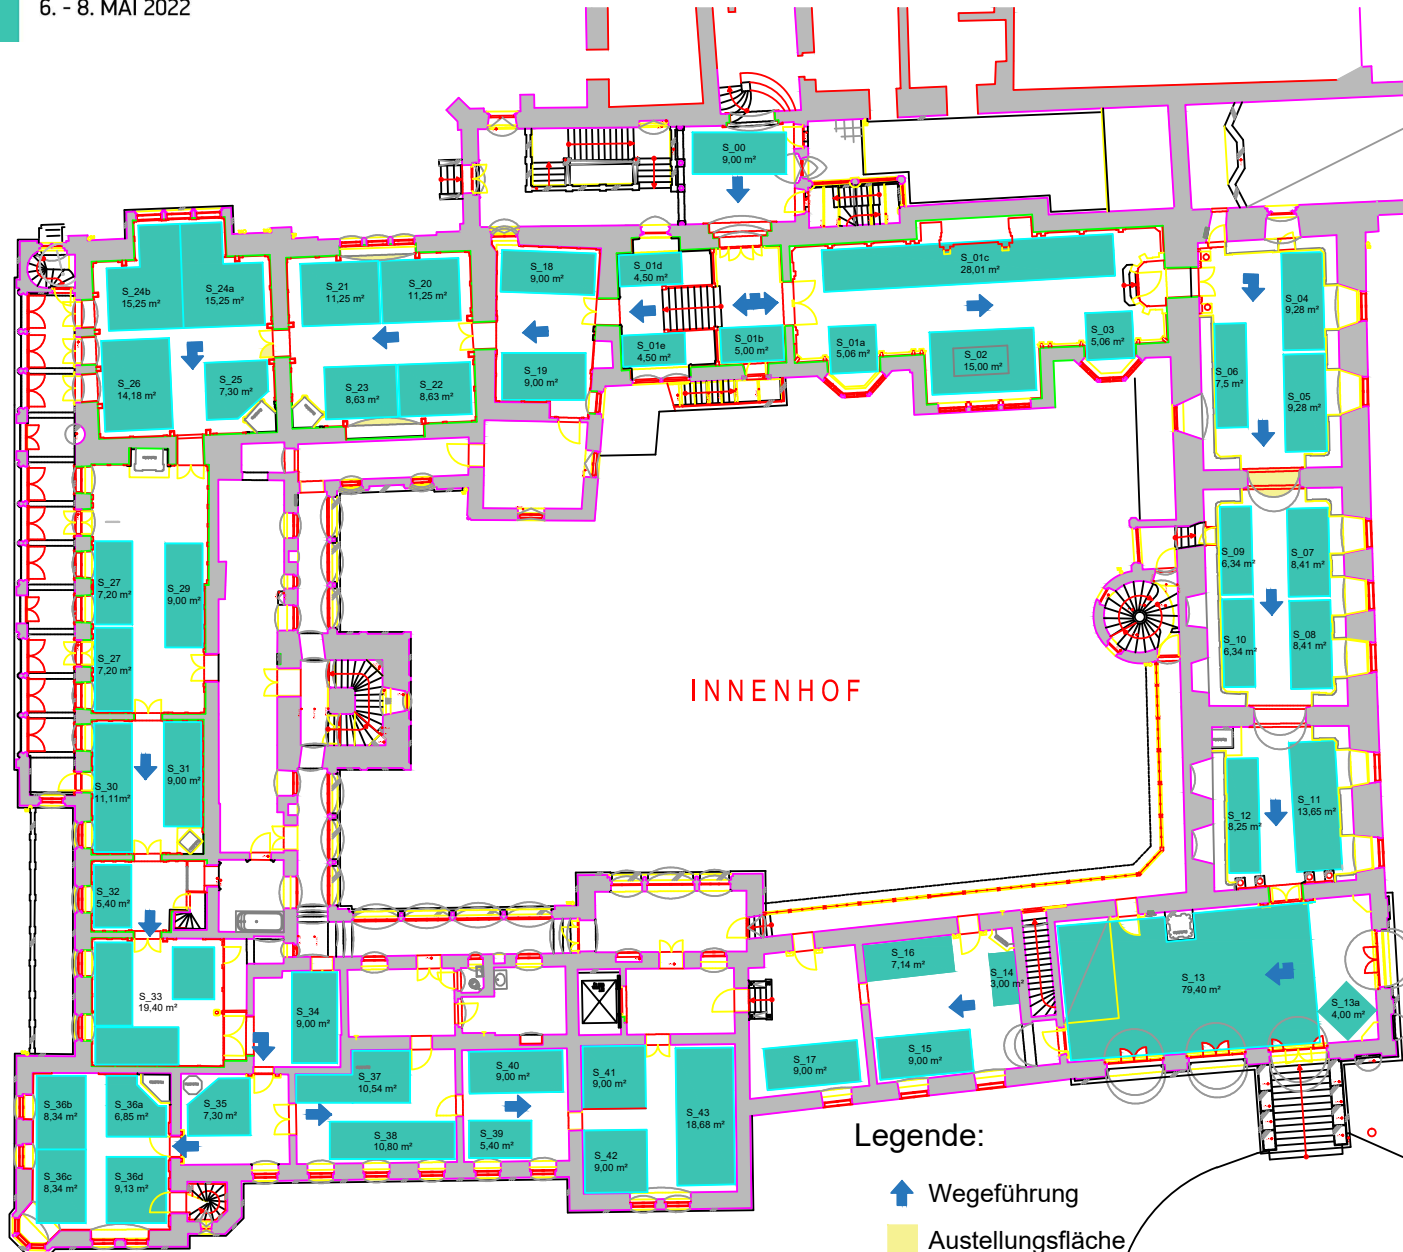 6. - 8. MAI 2022
S_00
9,00 m²
S_18
9,00 m²
S_01d
4,50 m²
S_01c
28,01 m²
S_24b
15,25 m²
S_24a
15,25 m²
S_21
11,25 m²
S_20
11,25 m²
S_04
9,28 m²
S_01e
4,50 m²
S_01b
5,00 m²
S_01a
5,06 m²
S_03
5,06 m²
S_02
15,00 m²
S_19
9,00 m²
S_06
7,5 m²
S_26
14,18 m²
S_25
7,30 m²
S_23
8,63 m²
S_22
8,63 m²
S_05
9,28 m²
S_09
6,34 m²
S_07
8,41 m²
S_27
7,20 m²
S_29
9,00 m²
S_10
6,34 m²
S_08
8,41 m²
S_27
7,20 m²
INNENHOF
S_30
11,11m²
S_31
9,00 m²
S_12
8,25 m²
S_11
13,65 m²
S_32
5,40 m²
S_16
7,14 m²
S_14
3,00 m²
S_13
79,40 m²
S_13a
4,00 m²
S_33
19,40 m²
S_34
9,00 m²
S_15
9,00 m²
S_17
9,00 m²
S_37
10,54 m²
S_40
9,00 m²
S_41
9,00 m²
S_36b
8,34 m²
S_36a
6,85 m²
S_35
7,30 m²
S_43
18,68 m²
S_38
10,80 m²
S_39
5,40 m²
S_42
9,00 m²
S_36c
8,34 m²
S_36d
9,13 m²
Legende:
Wegeführung
Austellungsfläche